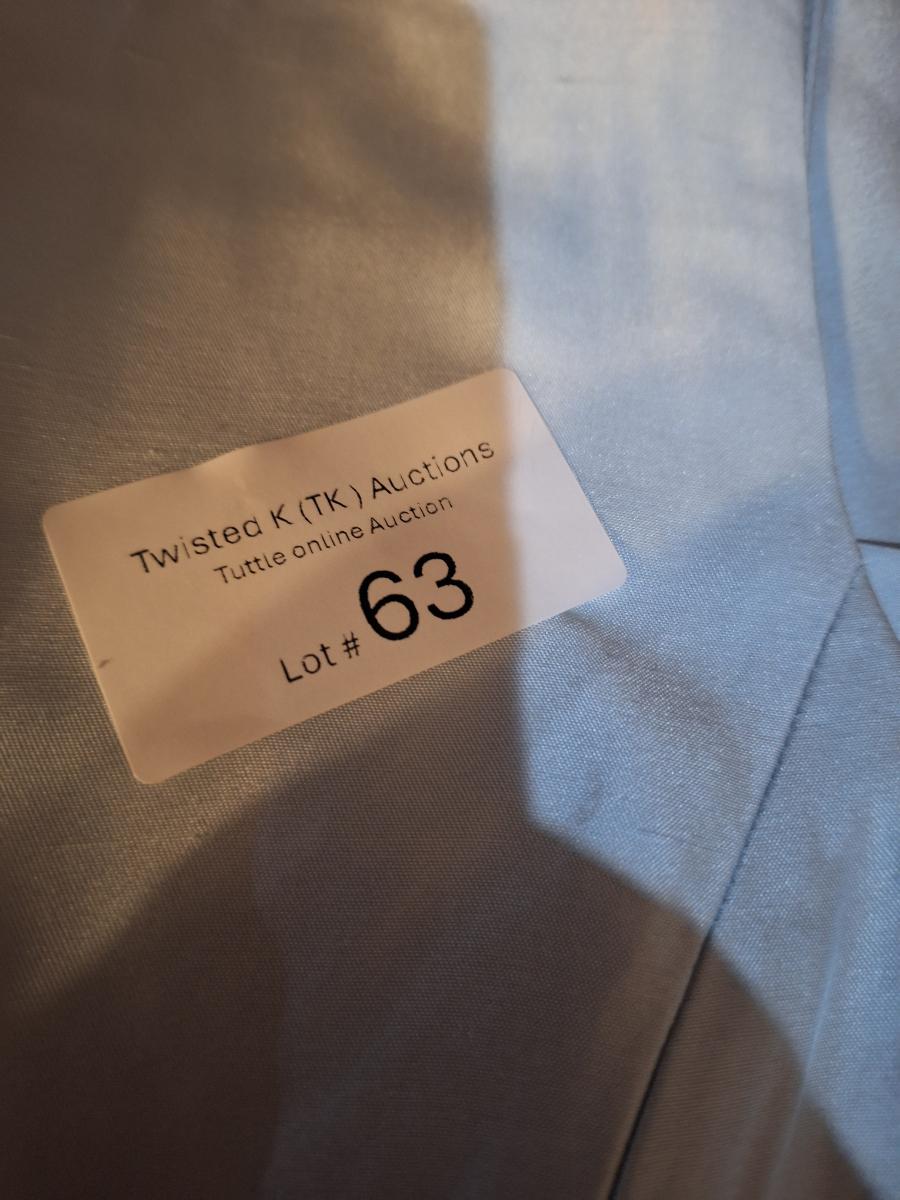 Twisted K (TK ) Auctions
Tuttle online Auction
Lot # 63